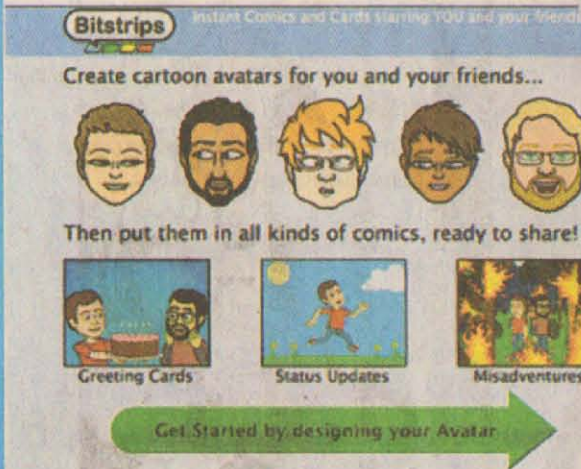 Bitstrips
Instant Comics and Cards starring YOU and your friends
Create cartoon avatars for you and your friends...
Then put them in all kinds of comics, ready to share!
Greeting Cards
Status Updates
Misadventures
Get Started by designing your Avatar